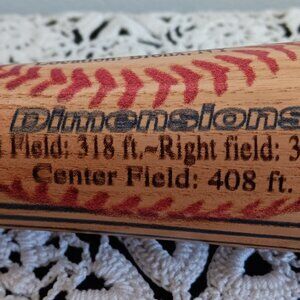 Dimensions
Field: 318 ft.~Right field: 3
Center Field: 408 ft.